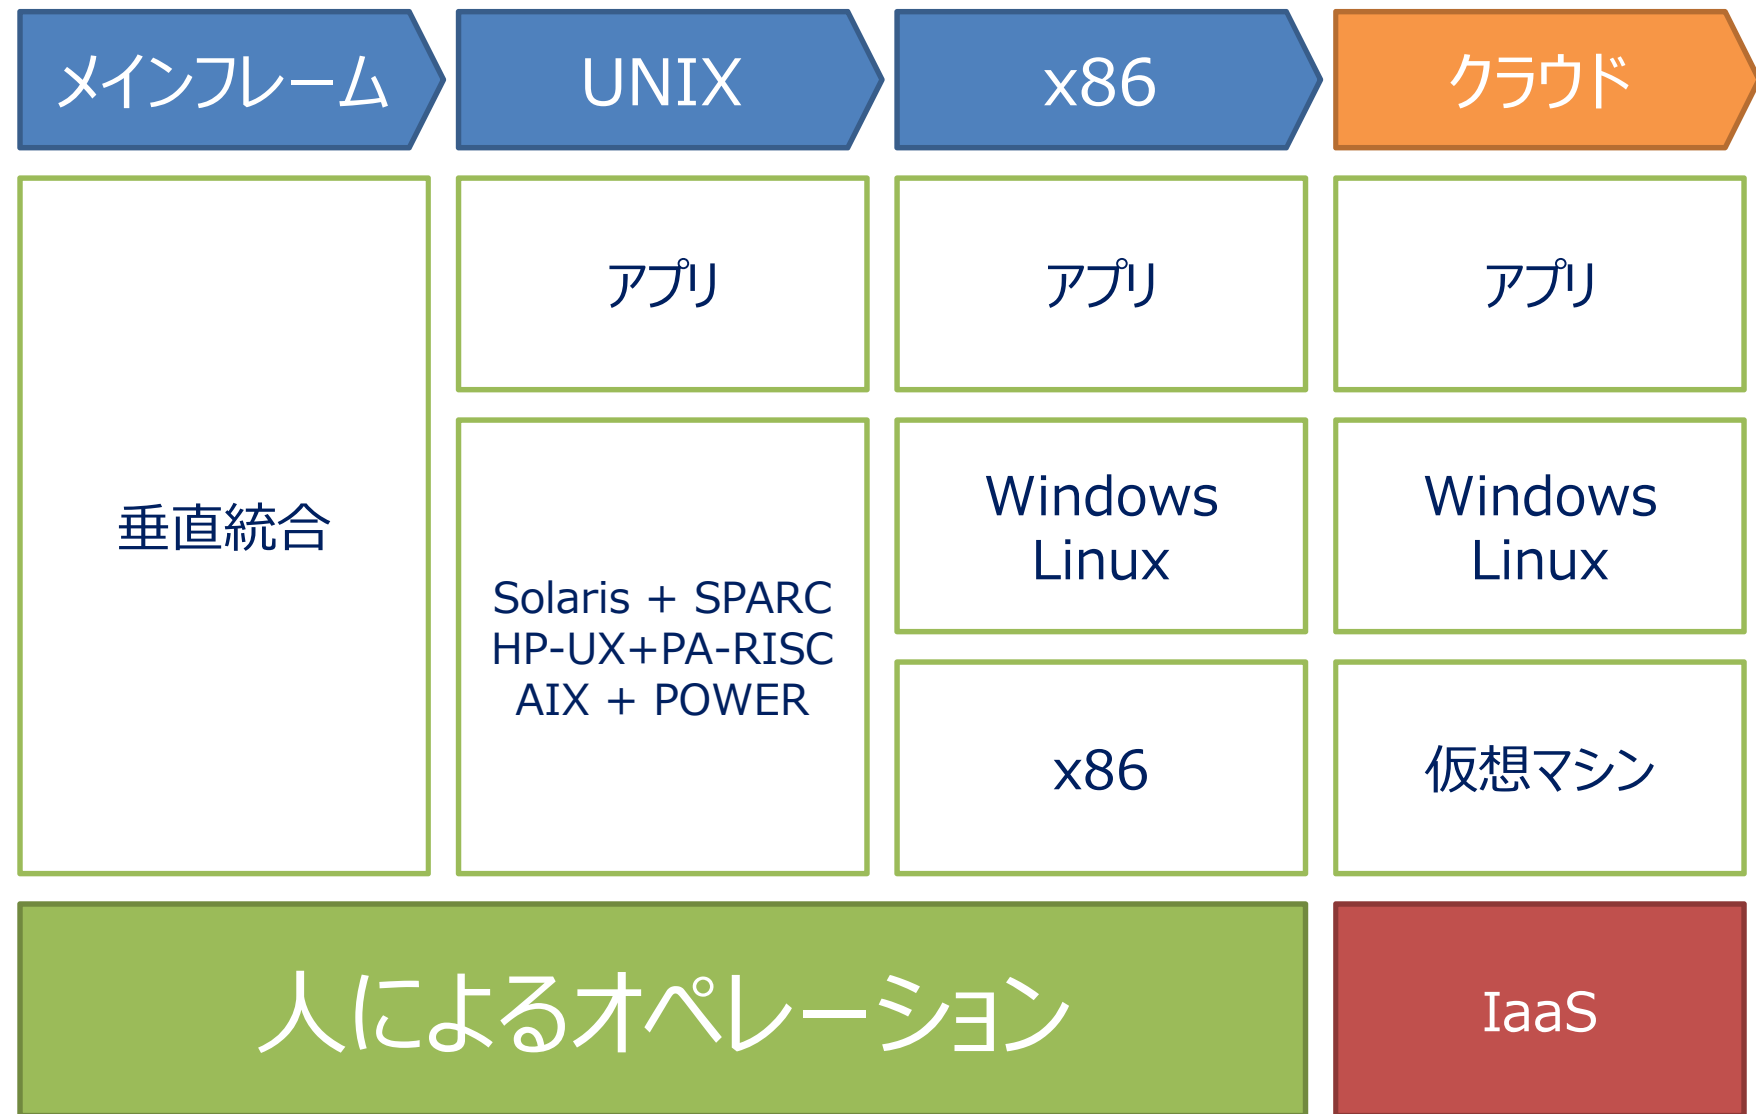 メインフレーム
UNIX
x86
クラウド
垂直統合
アプリ
アプリ
アプリ
Solaris + SPARC
HP-UX+PA-RISC
AIX + POWER
Windows
Linux
Windows
Linux
x86
仮想マシン
人によるオペレーション
IaaS